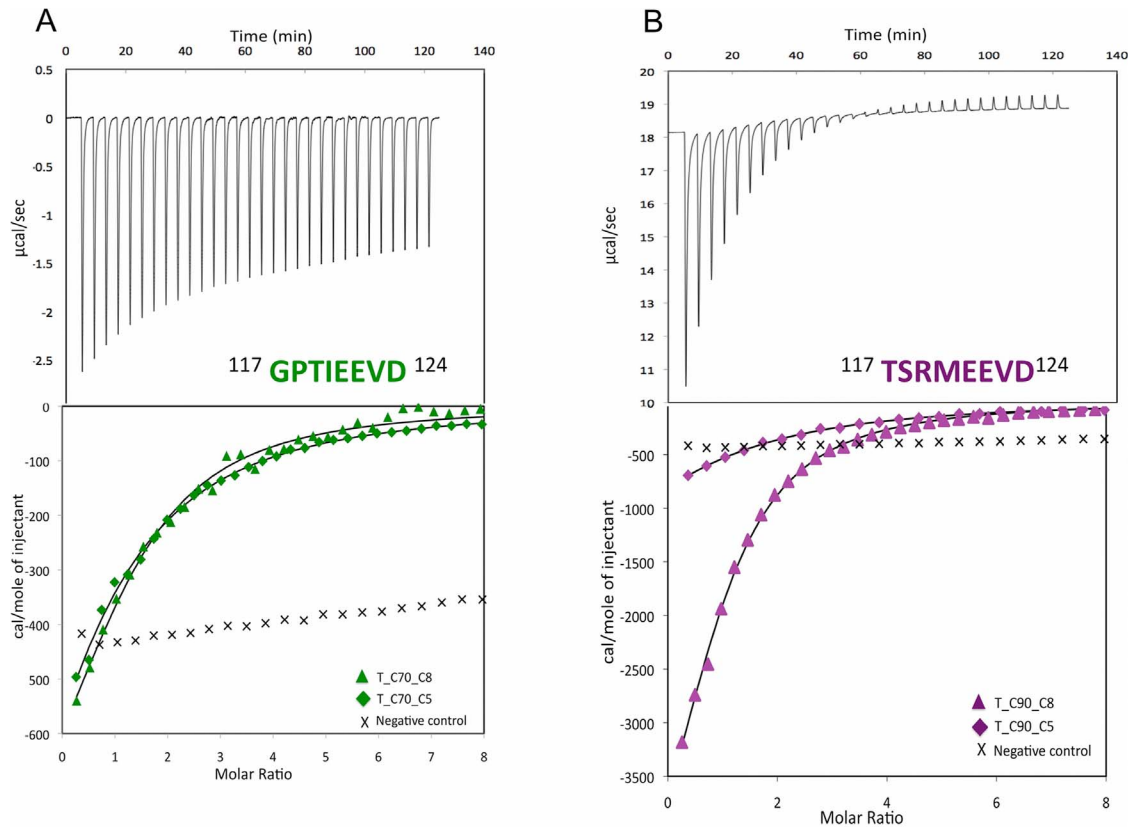 A
Time (min)
0 20 40 60 80 100 120 140
0.5
0
-0.5
-1
-1.5
-2
-2.5
µcal/sec
117 GPTIEEVD 124
0
-100
-200
-300
-400
500
-600
cal/mole of injectant
T_C70_C8
T_C70_C5
Negative control
0 1 2 3 4 5 6 7 8
Molar Ratio
B
Time (min)
0 20 40 60 80 100 120 140
20
19
18
17
16
15
14
13
12
11
10
µcal/sec
117 TSRMEEVD 124
10
-500
-1000
-1500
-2000
-2500
-3000
-3500
cal/mole of injectant
T_C90_C8
T_C90_C5
Negative control
0 2 4 6 8
Molar Ratio